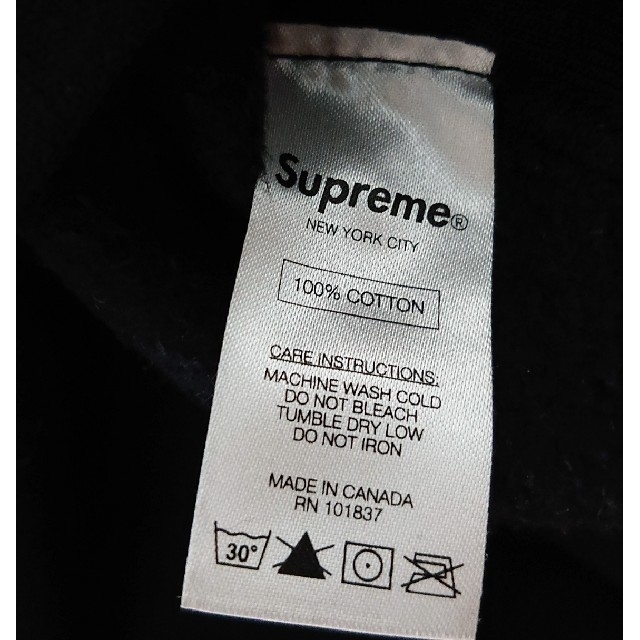 Supreme®
NEW YORK CITY
100% COTTON
CARE INSTRUCTIONS.
MACHINE WASH COLD
DO NOT BLEACH
TUMBLE DRY LOW
DO NOT IRON
MADE IN CANADA
RN 101837
30°